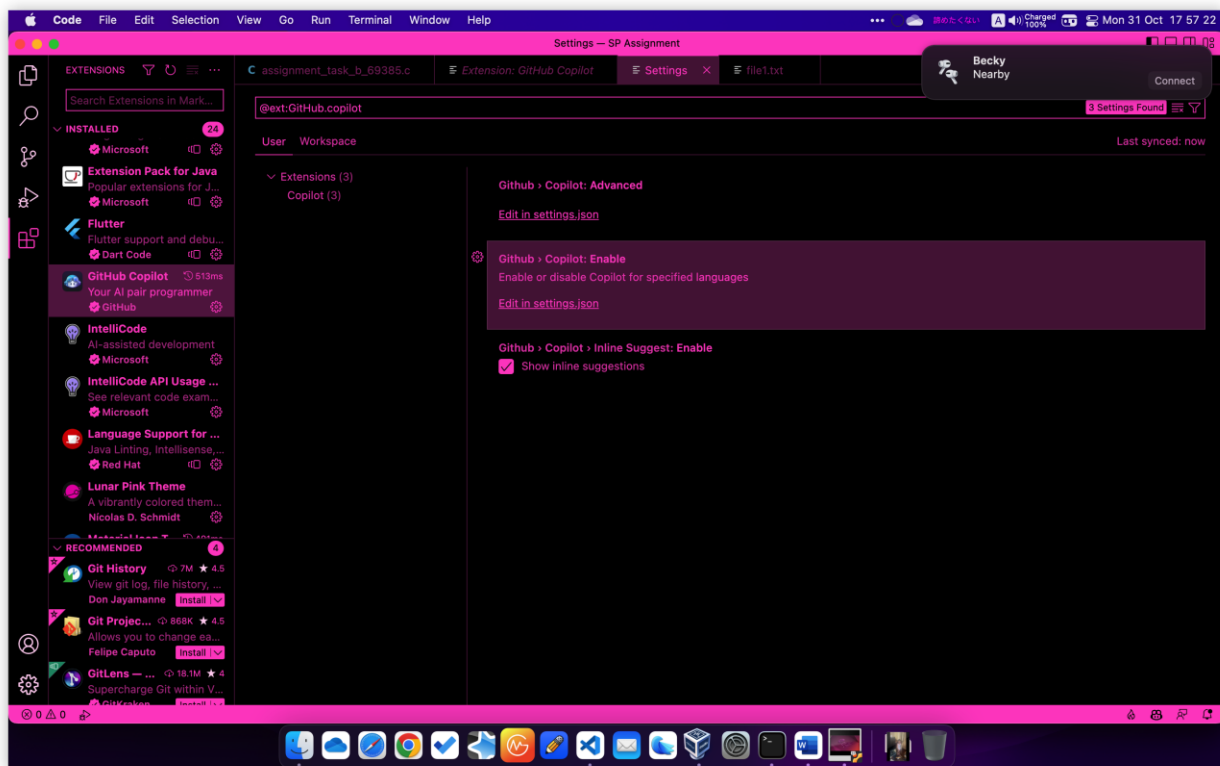 Code File Edit Selection View Go Run Terminal Window Help
••• 諦めたくない A Charged 100% Mon 31 Oct 17 57 22
Settings — SP Assignment
Becky
Nearby
Connect
EXTENSIONS
Search Extensions in Mark...
INSTALLED 24
Microsoft
Extension Pack for Java
Popular extensions for J...
Microsoft
Flutter
Flutter support and debu...
Dart Code
GitHub Copilot 513ms
Your AI pair programmer
GitHub
IntelliCode
AI-assisted development
Microsoft
IntelliCode API Usage ...
See relevant code exam...
Microsoft
Language Support for ...
Java Linting, Intellisense,...
Red Hat
Lunar Pink Theme
A vibrantly colored them...
Nicolas D. Schmidt
RECOMMENDED 4
Git History 7M ★ 4.5
View git log, file history, ...
Don Jayamanne Install
Git Projec... 868K ★ 4.5
Allows you to change ea...
Felipe Caputo Install
GitLens — ... 18.1M ★ 4
Supercharge Git within V...
GitKraken Install
C assignment_task_b_69385.c
Extension: GitHub Copilot
Settings
file1.txt
@ext:GitHub.copilot
3 Settings Found
User Workspace
Last synced: now
Extensions (3)
Copilot (3)
Github › Copilot: Advanced
Edit in settings.json
Github › Copilot: Enable
Enable or disable Copilot for specified languages
Edit in settings.json
Github › Copilot › Inline Suggest: Enable
Show inline suggestions
0 0